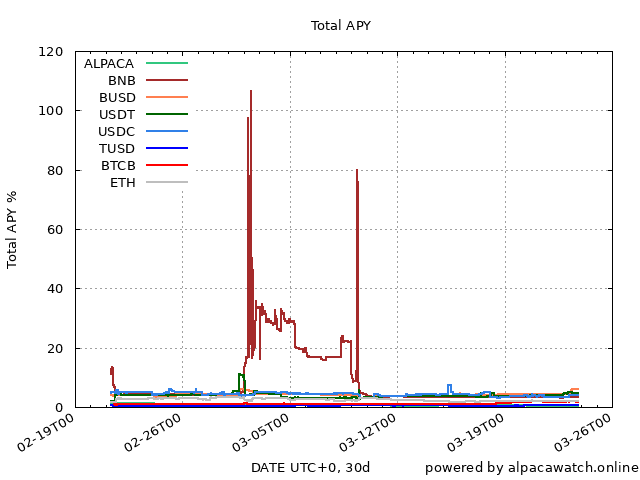 Total APY
120
100
80
60
40
20
0
Total APY %
ALPACA
BNB
BUSD
USDT
USDC
TUSD
BTCB
ETH
02-19T00
02-26T00
03-05T00
03-12T00
03-19T00
03-26T00
DATE UTC+0, 30d
powered by alpacawatch.online